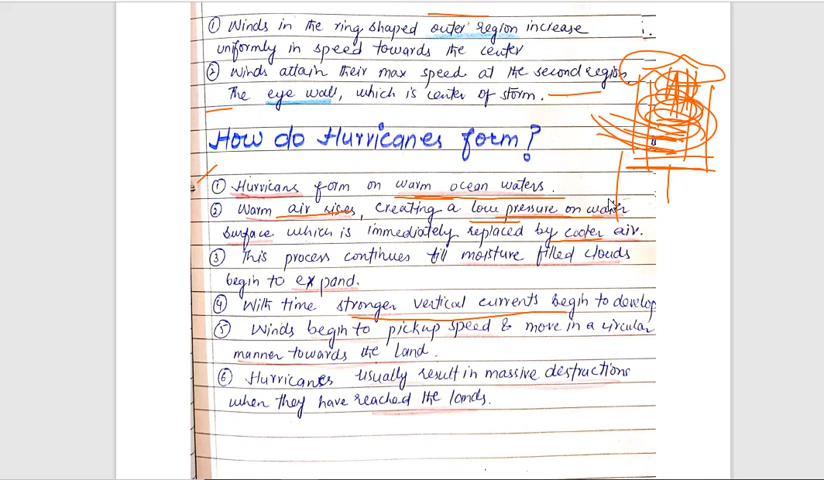 ① Winds in the ring shaped outer region increase
uniformly in speed towards the center
② Winds attain their max speed at the second region,
The eye wall, which is center of storm.
How do Hurricanes form?
① Hurricans form on warm ocean waters.
② Warm air rises, creating a low pressure on water
surface which is immediately replaced by cooler air.
③ This process continues till moisture filled clouds
begin to expand.
④ With time stronger vertical currents begin to develop
⑤ Winds begin to pickup speed & move in a circular
manner towards the land.
⑥ Hurricanes usually result in massive destructions
when they have reached the lands.